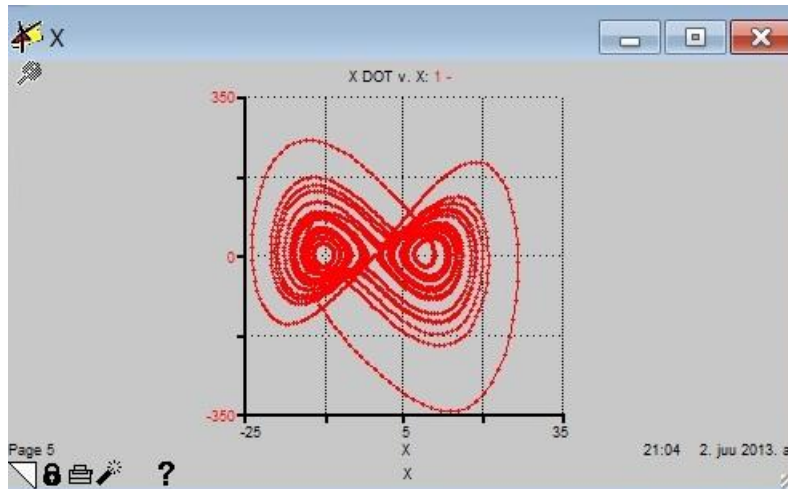 X
X DOT v. X: 1 -
350
0
-350
-25 5 35
X
Page 5 21:04 2. juu 2013. a
?
X